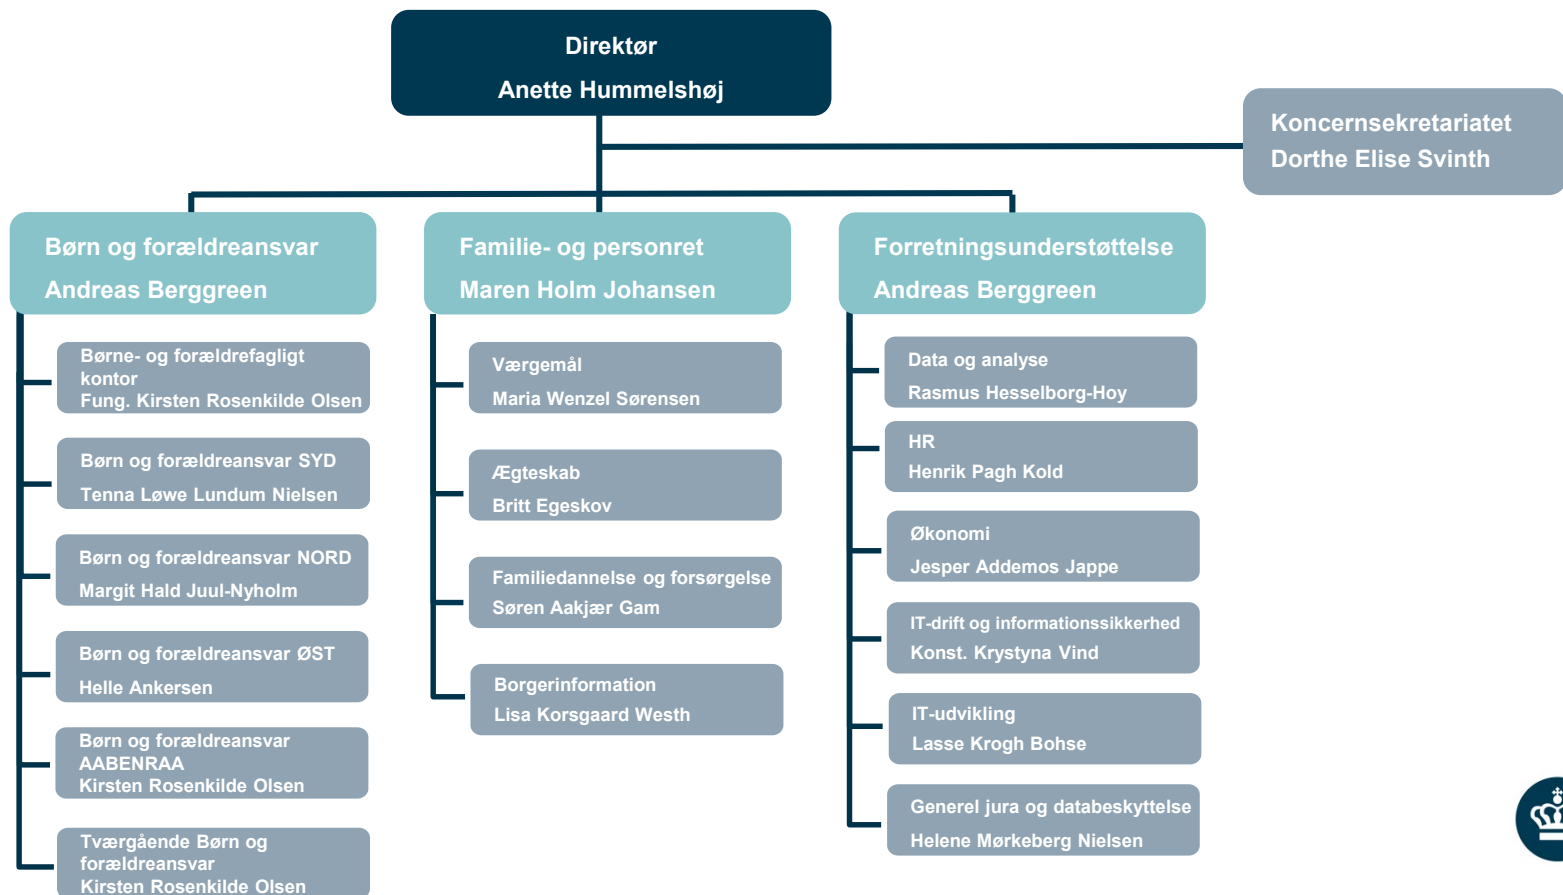 Direktør
Anette Hummelshøj
Koncernsekretariatet
Dorthe Elise Svinth
Børn og forældreansvar
Andreas Berggreen
Børne- og forældrefagligt
kontor
Fung. Kirsten Rosenkilde Olsen
Børn og forældreansvar SYD
Tenna Løwe Lundum Nielsen
Børn og forældreansvar NORD
Margit Hald Juul-Nyholm
Børn og forældreansvar ØST
Helle Ankersen
Børn og forældreansvar
AABENRAA
Kirsten Rosenkilde Olsen
Tværgående Børn og
forældreansvar
Kirsten Rosenkilde Olsen
Familie- og personret
Maren Holm Johansen
Værgemål
Maria Wenzel Sørensen
Ægteskab
Britt Egeskov
Familiedannelse og forsørgelse
Søren Aakjær Gam
Borgerinformation
Lisa Korsgaard Westh
Forretningsunderstøttelse
Andreas Berggreen
Data og analyse
Rasmus Hesselborg-Hoy
HR
Henrik Pagh Kold
Økonomi
Jesper Addemos Jappe
IT-drift og informationssikkerhed
Konst. Krystyna Vind
IT-udvikling
Lasse Krogh Bohse
Generel jura og databeskyttelse
Helene Mørkeberg Nielsen